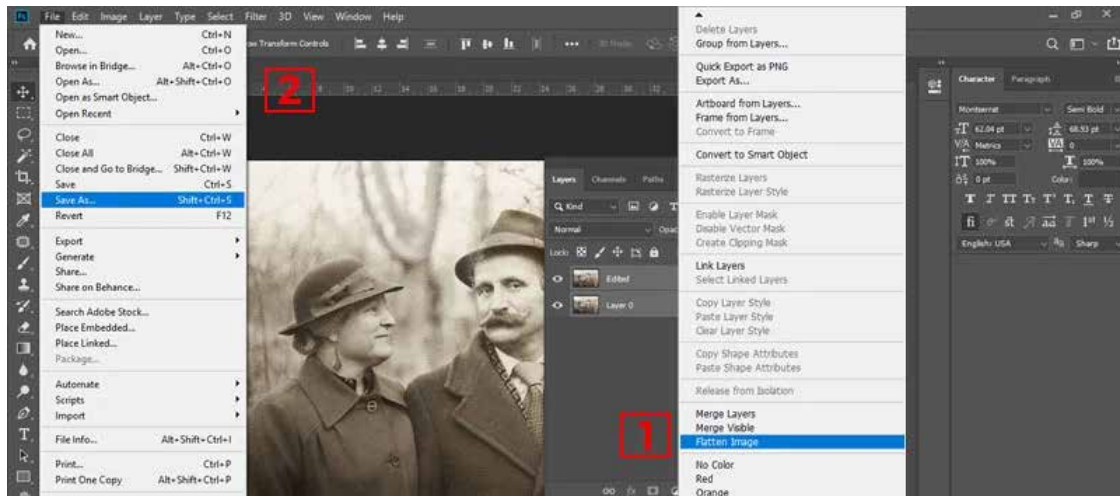 Ps File Edit Image Layer Type Select Filter 3D View Window Help
New... Ctrl+N
Open... Ctrl+O
Browse in Bridge... Alt+Ctrl+O
Open As... Alt+Shift+Ctrl+O
Open as Smart Object...
Open Recent
Close Ctrl+W
Close All Alt+Ctrl+W
Close and Go to Bridge... Shift+Ctrl+W
Save Ctrl+S
Save As... Shift+Ctrl+S
Revert F12
Export
Generate
Share...
Share on Behance...
Search Adobe Stock...
Place Embedded...
Place Linked...
Package...
Automate
Scripts
Import
File Info... Alt+Shift+Ctrl+I
Print... Ctrl+P
Print One Copy Alt+Shift+Ctrl+P
Transform Controls
2
Layers Channels Paths
Kind
Normal
Lock:
Edited
Layer 0
1
Delete Layers
Group from Layers...
Quick Export as PNG
Export As...
Artboard from Layers...
Frame from Layers...
Convert to Frame
Convert to Smart Object
Rasterize Layers
Rasterize Layer Style
Enable Layer Mask
Disable Vector Mask
Create Clipping Mask
Link Layers
Select Linked Layers
Copy Layer Style
Paste Layer Style
Clear Layer Style
Copy Shape Attributes
Paste Shape Attributes
Release from Isolation
Merge Layers
Merge Visible
Flatten Image
No Color
Red
Orange
Character Paragraph
Montserrat Semi Bold
62.04 pt 68.53 pt
Metrics 0
100% 100%
0 pt Color:
English: USA Sharp